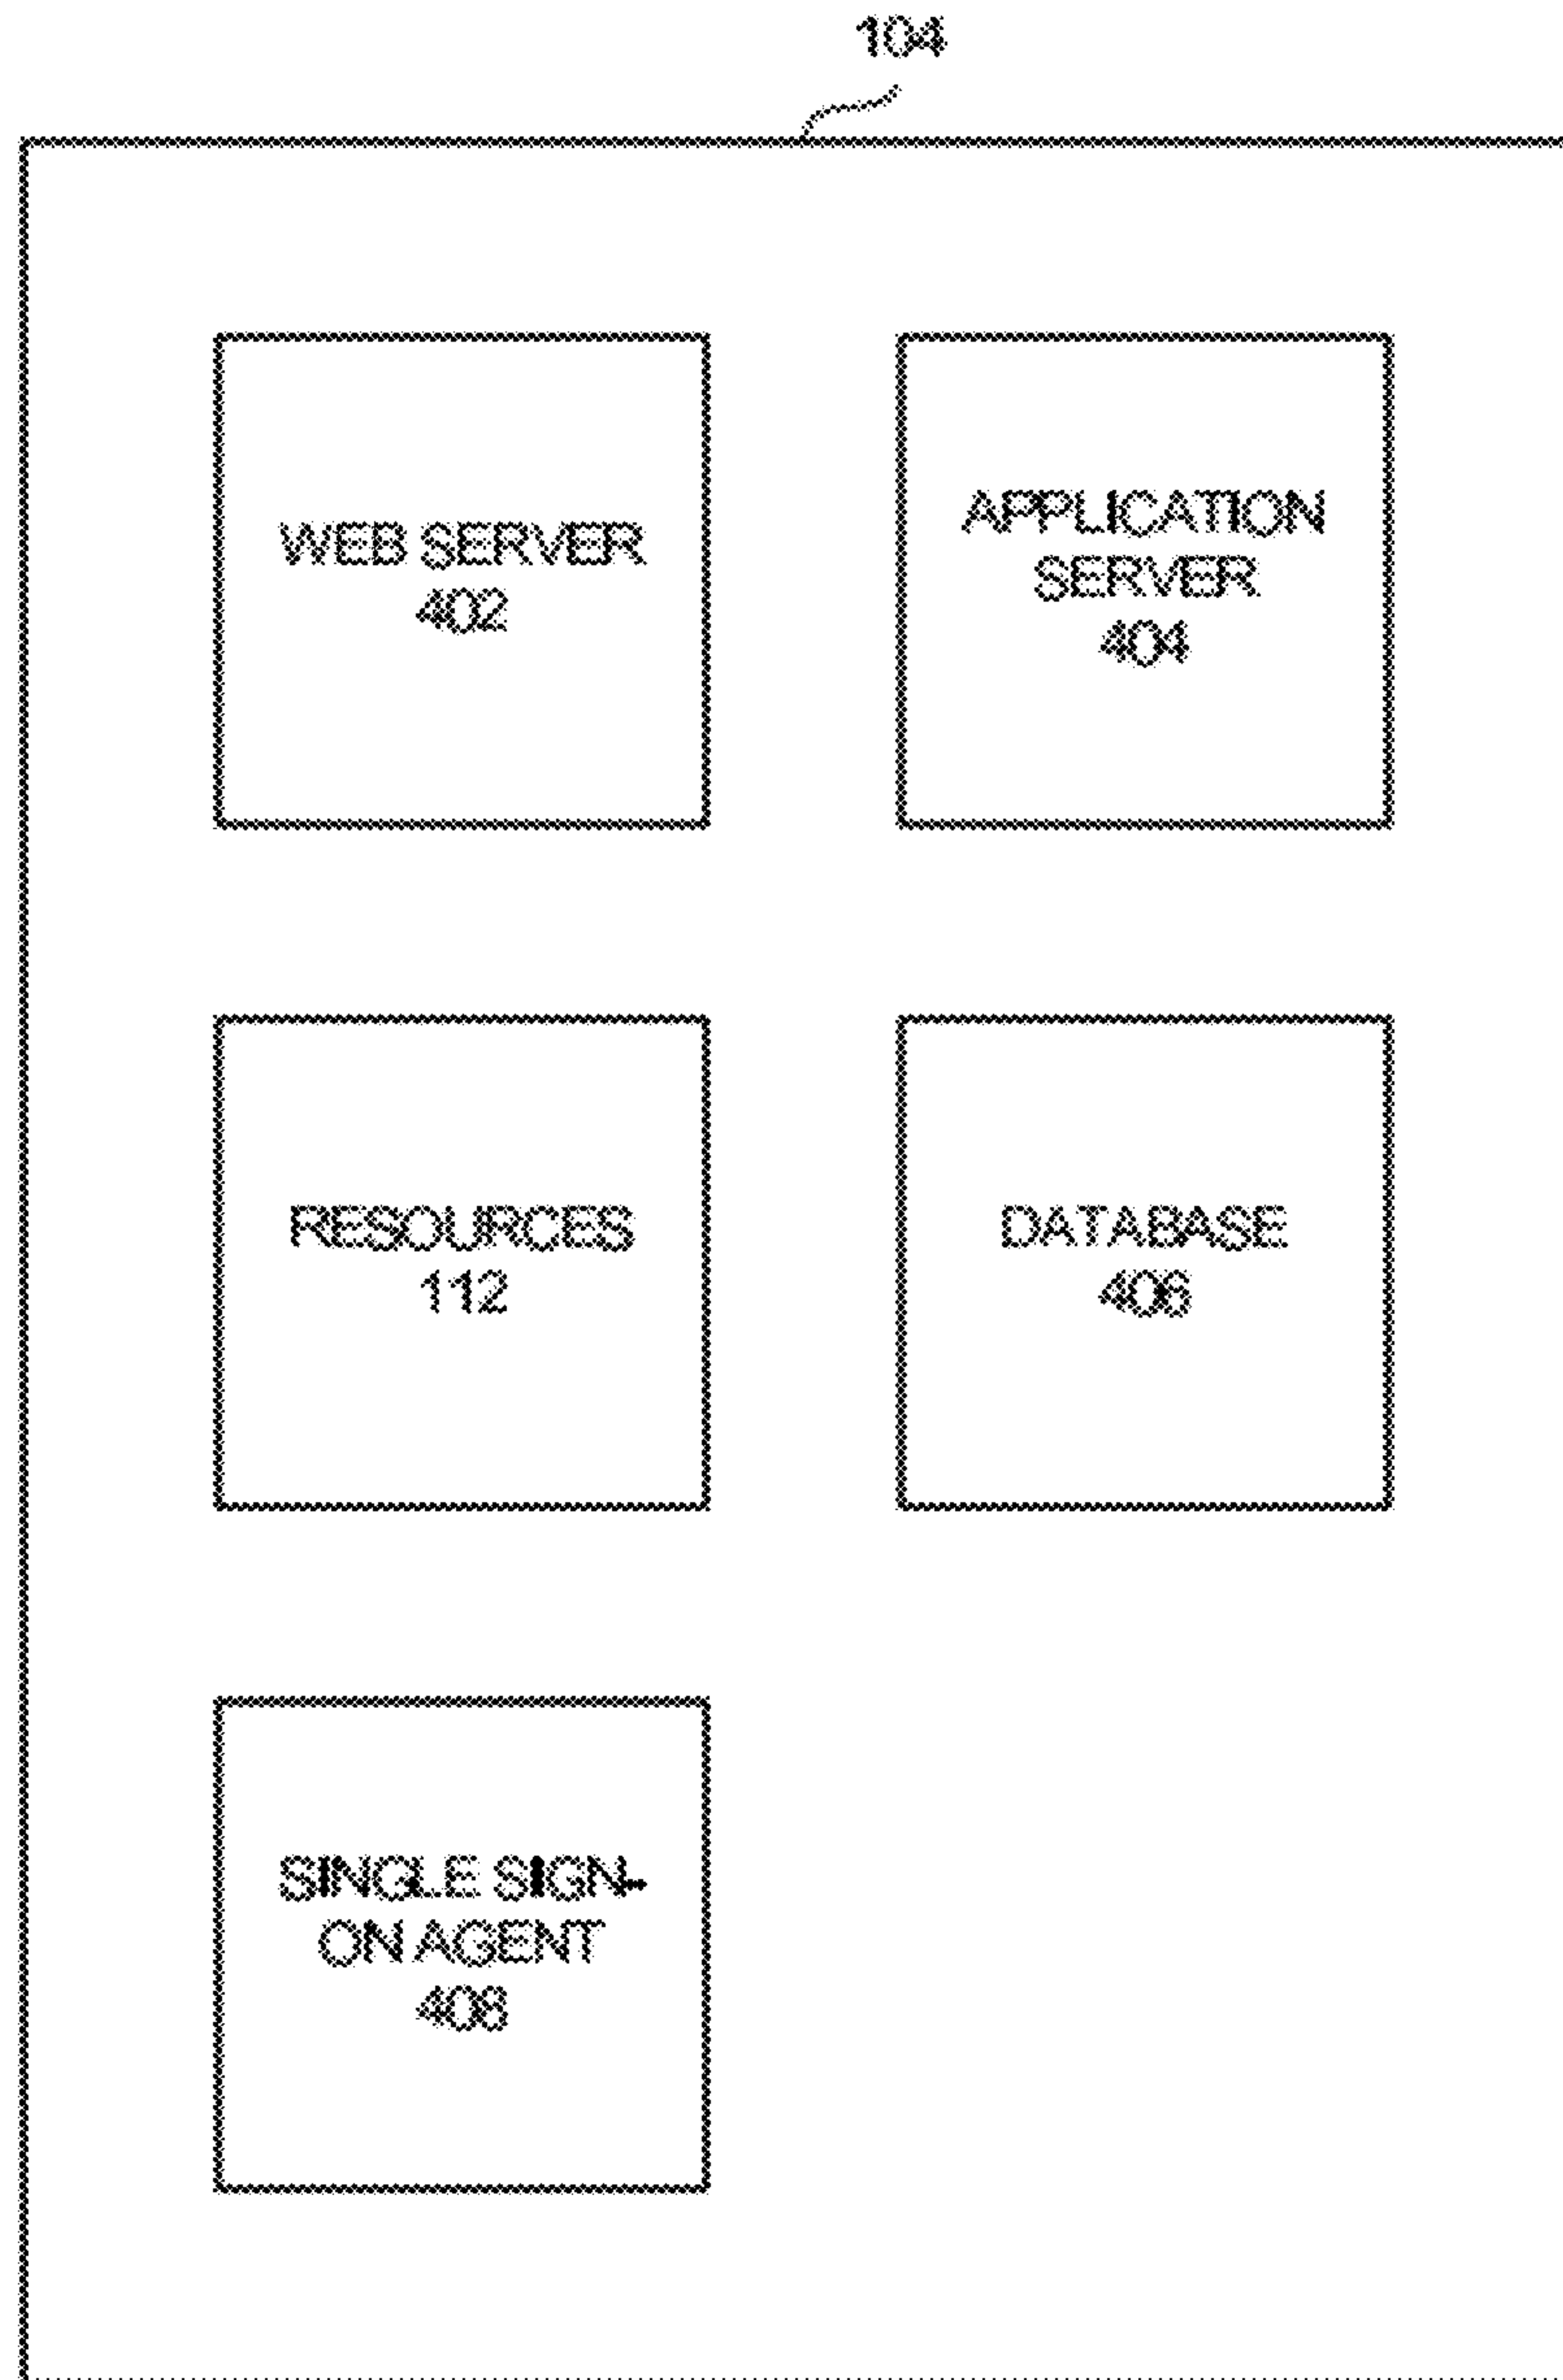 104
WEB SERVER
402
APPLICATION
SERVER
404
RESOURCES
112
DATABASE
406
SINGLE SIGN-
ON AGENT
408